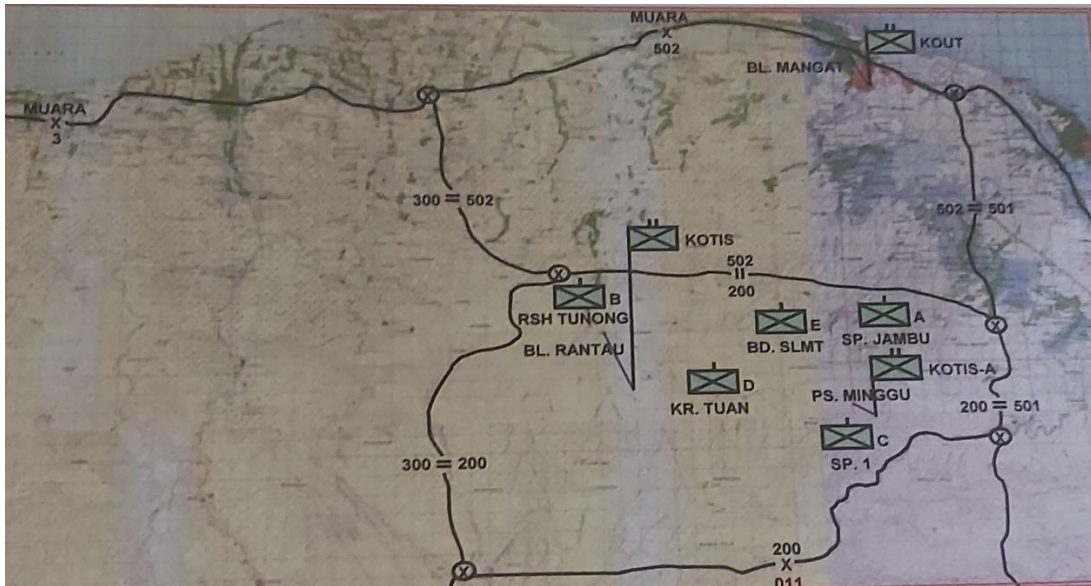 MUARA
X
502
KOUT
BL. MANGAT
MUARA
X
3
X
X
300 = 502
502 = 501
KOTIS
X
502
200
B
RSH TUNONG
E
BD. SLMT
A
SP. JAMBU
X
BL. RANTAU
KOTIS-A
D
KR. TUAN
PS. MINGGU
200 = 501
C
SP. 1
X
300 = 200
200
X
011
X